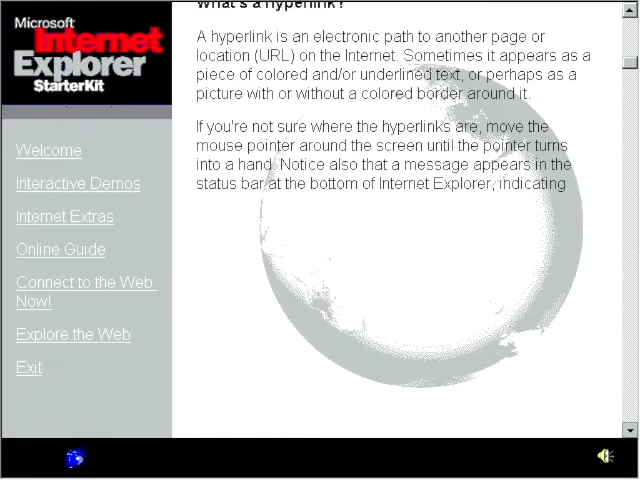 What's a hyperlink?
Microsoft
Internet
Explorer
StarterKit
A hyperlink is an electronic path to another page or
location (URL) on the Internet. Sometimes it appears as a
piece of colored and/or underlined text, or perhaps as a
picture with or without a colored border around it.
If you're not sure where the hyperlinks are, move the
mouse pointer around the screen until the pointer turns
into a hand. Notice also that a message appears in the
status bar at the bottom of Internet Explorer, indicating
Welcome
Interactive Demos
Internet Extras
Online Guide
Connect to the Web
Now!
Explore the Web
Exit